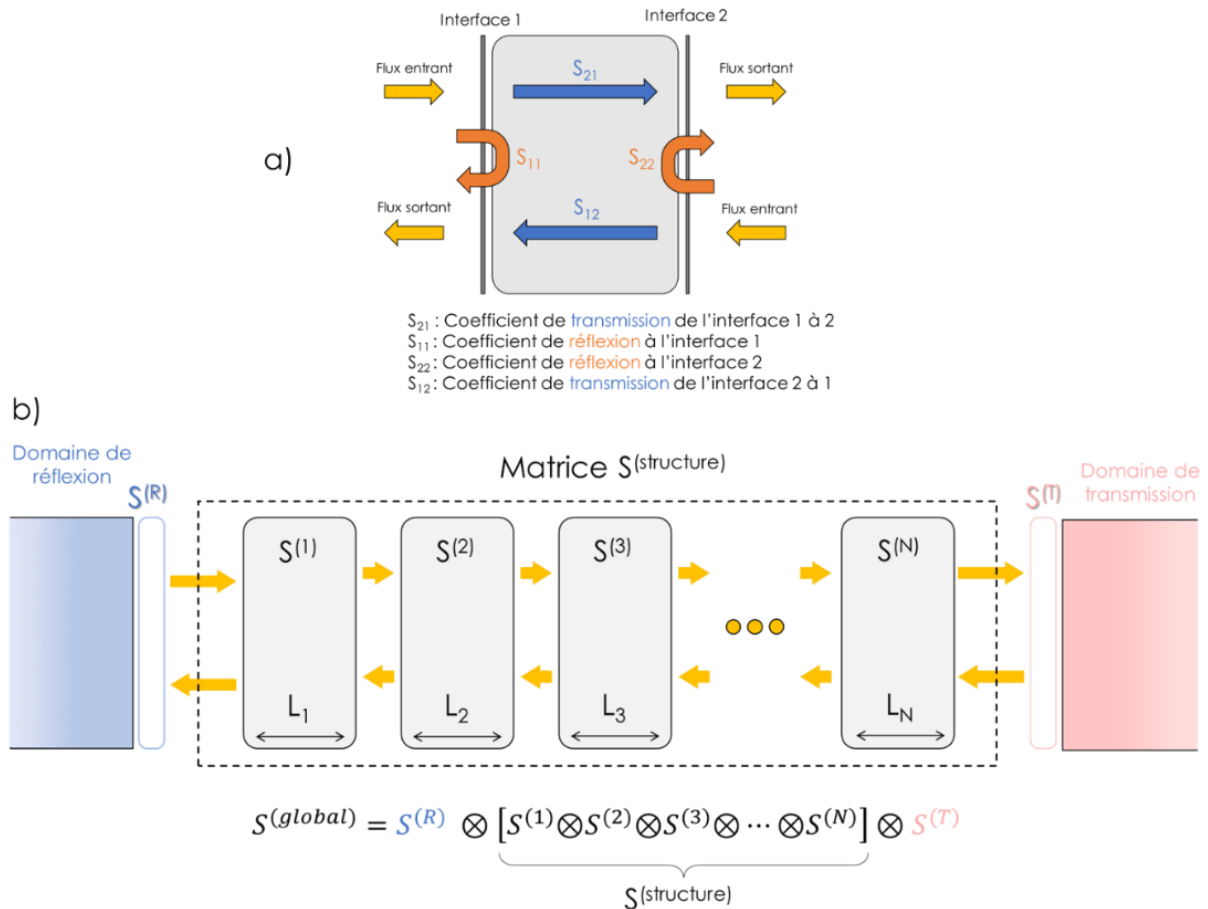 Interface 1
Interface 2
Flux entrant
S₂₁
Flux sortant
a)
S₁₁
S₂₂
Flux sortant
S₁₂
Flux entrant
S₂₁ : Coefficient de transmission de l'interface 1 à 2
S₁₁ : Coefficient de réflexion à l'interface 1
S₂₂ : Coefficient de réflexion à l'interface 2
S₁₂ : Coefficient de transmission de l'interface 2 à 1
b)
Domaine de
réflexion
S⁽ᴿ⁾
Matrice S^(structure)
S⁽ᵀ⁾
Domaine de
transmission
S⁽¹⁾
S⁽²⁾
S⁽³⁾
S⁽ᴺ⁾
L₁
L₂
L₃
L_N
S^(global) = S^(R) ⊗ [S^(1)⊗S^(2)⊗S^(3)⊗ ⋯ ⊗S^(N)] ⊗ S^(T)
S^(structure)